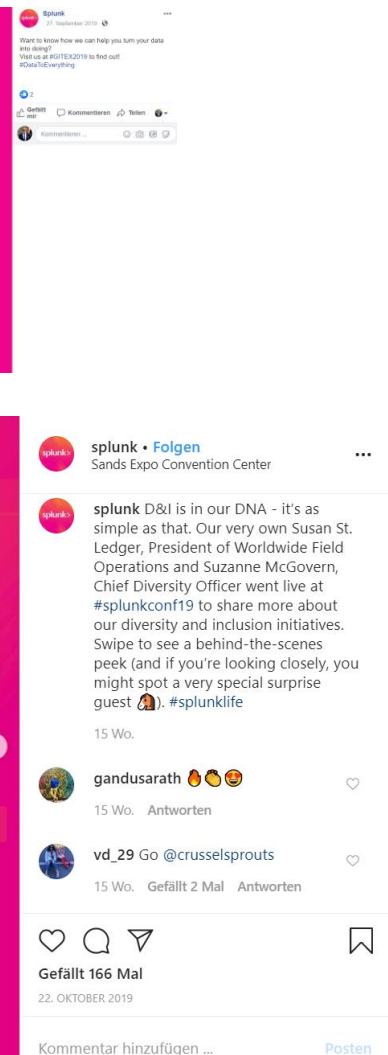 splunk>
Splunk
27. September 2019
Want to know how we can help you turn your data
into doing?
Visit us at #GITEX2019 to find out!
#DataToEverything
2
Gefällt
mir
Kommentieren
Teilen
Kommentieren ...
splunk>
splunk • Folgen
Sands Expo Convention Center
splunk>
splunk D&I is in our DNA - it's as
simple as that. Our very own Susan St.
Ledger, President of Worldwide Field
Operations and Suzanne McGovern,
Chief Diversity Officer went live at
#splunkconf19 to share more about
our diversity and inclusion initiatives.
Swipe to see a behind-the-scenes
peek (and if you're looking closely, you
might spot a very special surprise
guest 🐴). #splunklife
15 Wo.
gandusarath 🔥👏😍
15 Wo. Antworten
vd_29 Go @crusselsprouts
15 Wo. Gefällt 2 Mal Antworten
Gefällt 166 Mal
22. OKTOBER 2019
Kommentar hinzufügen ... Posten